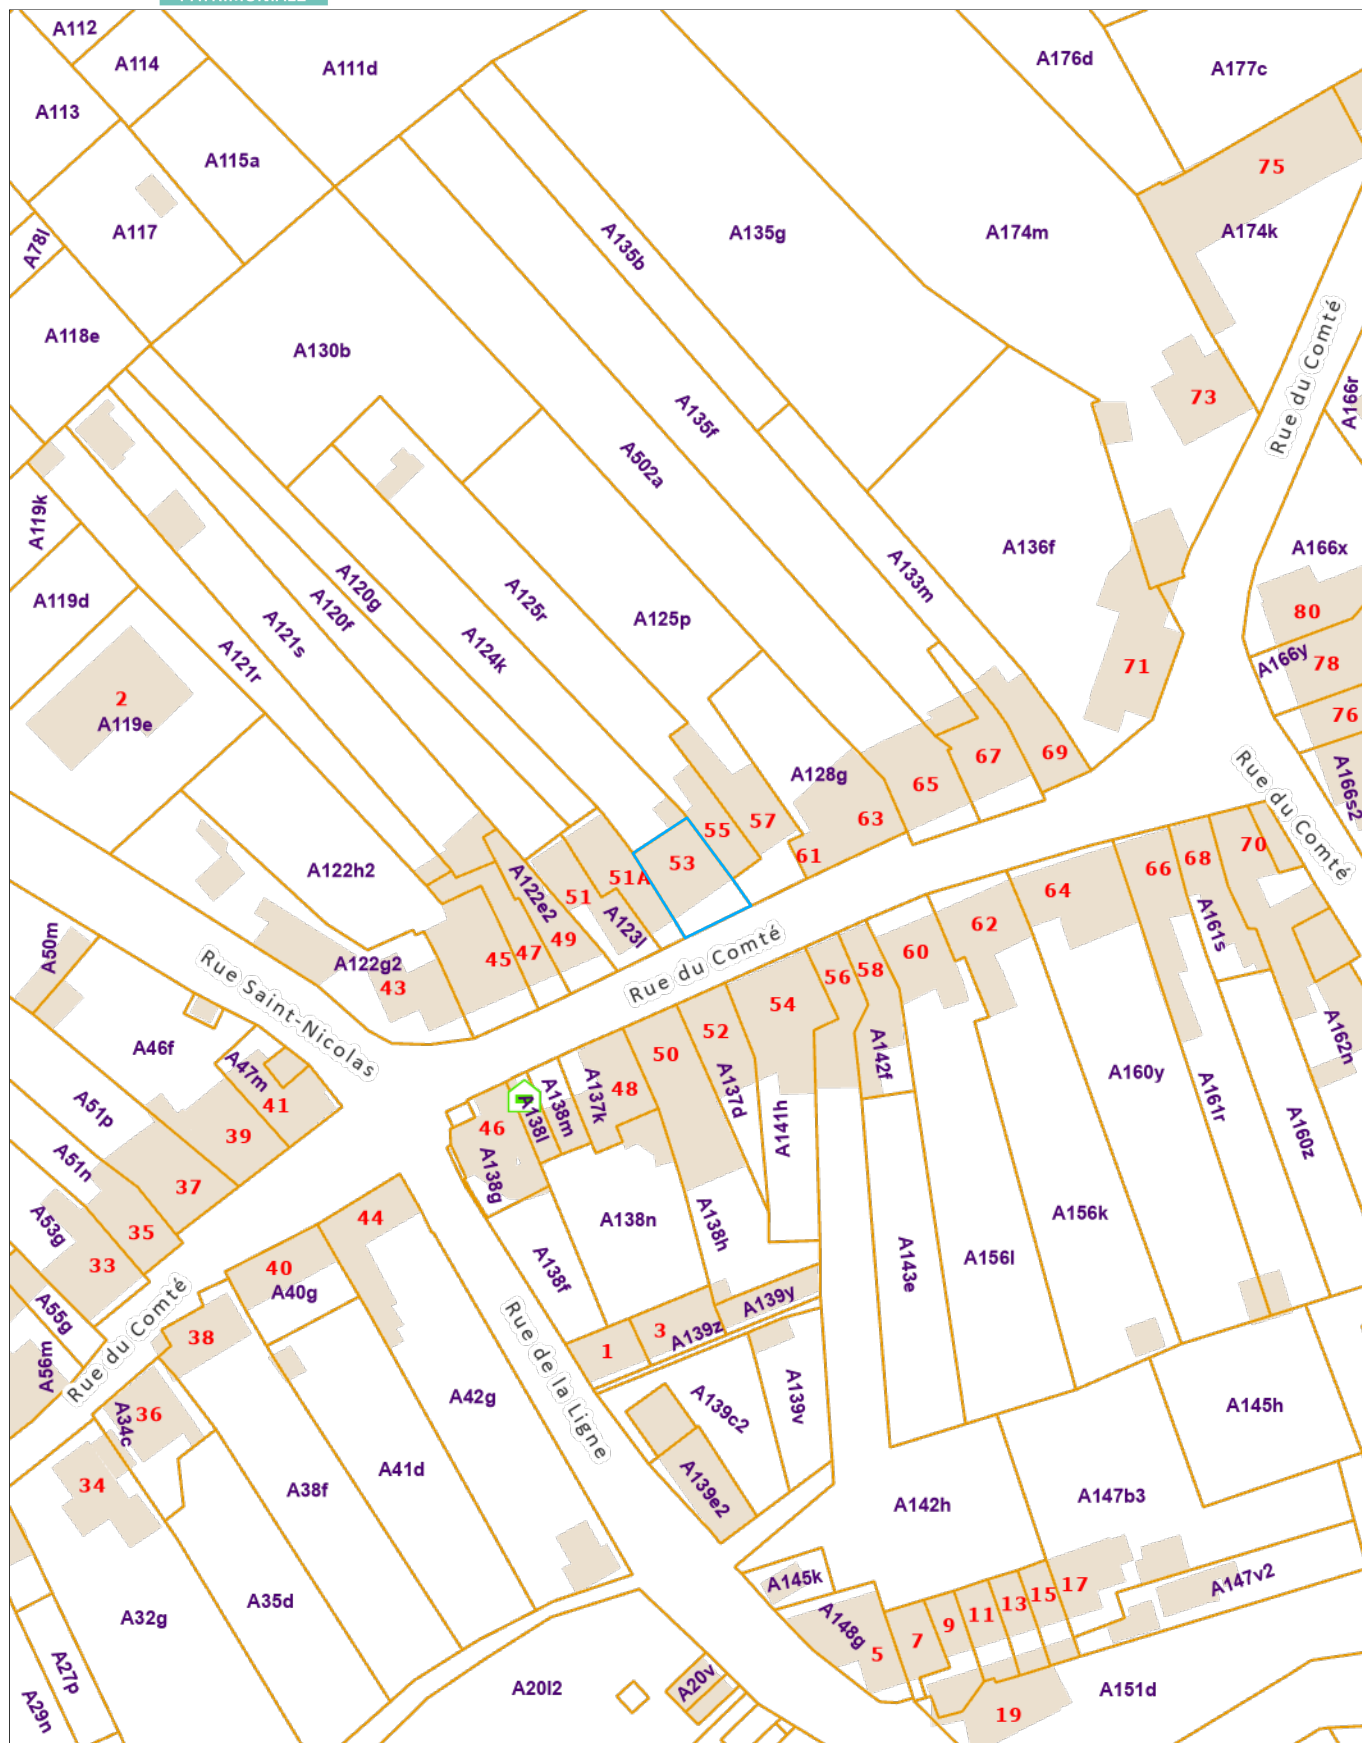 A112
A114
A111d
A176d
A177c
A113
A115a
75
A117
A78l
A135b
A135g
A174m
A174k
A118e
A130b
Rue du Comté
A135f
73
A166r
A502a
A119k
A136f
A166x
A133m
A119d
A120g
A120f
A125r
A125p
80
A121s
A124k
A121r
A166y
78
71
2
A119e
76
67
69
A128g
65
Rue du Comté
A166s2
63
57
55
61
53
A122h2
51A
51
A122e2
A123l
70
68
66
64
62
60
A161s
49
47
45
Rue du Comté
A50m
Rue Saint-Nicolas
A122g2
43
56
58
54
52
50
A46f
A47m
41
A142f
A162n
A51p
39
46
A138l
A138m
A137k
48
A137d
A141h
A160y
A161r
A160z
A51n
37
A138g
A53g
35
33
44
A138n
A138h
A156k
A143e
A156l
40
A40g
A138f
A55g
38
Rue du Comté
1
3
A139z
A139y
A56m
Rue de la Ligne
A42g
A139c2
A139v
A145h
A34c
36
34
A38f
A41d
A139e2
A142h
A147b3
A145k
A147v2
A32g
A35d
A148g
5
7
9
11
13
15
17
A27p
A29n
A20l2
A20v
A151d
19